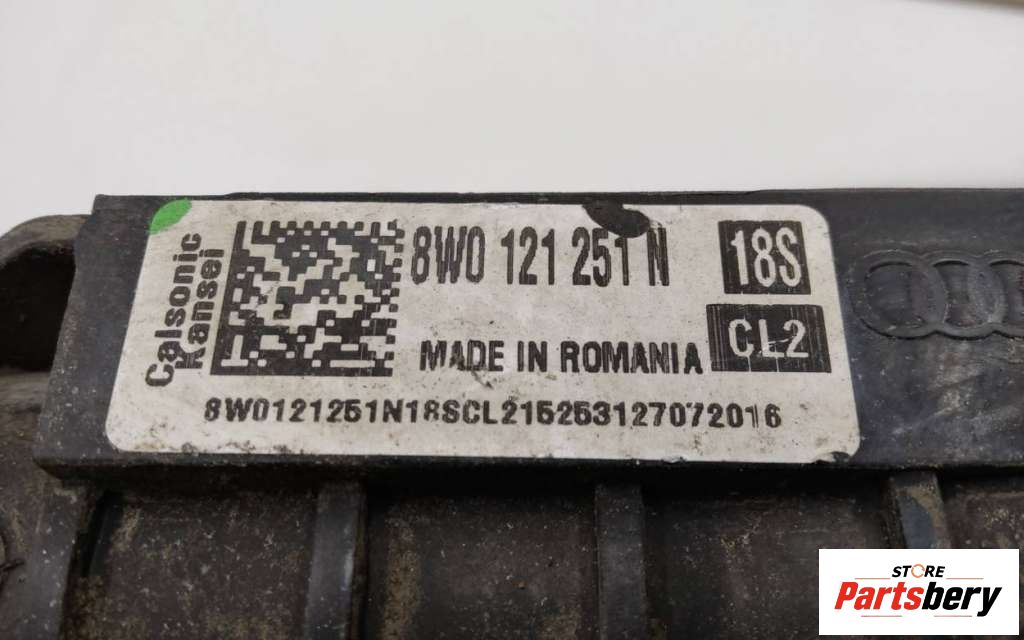 Calsonic
Kansei
8W0 121 251 N
18S
MADE IN ROMANIA
CL2
8W0121251N18SCL215253127072016
STORE
Partsbery